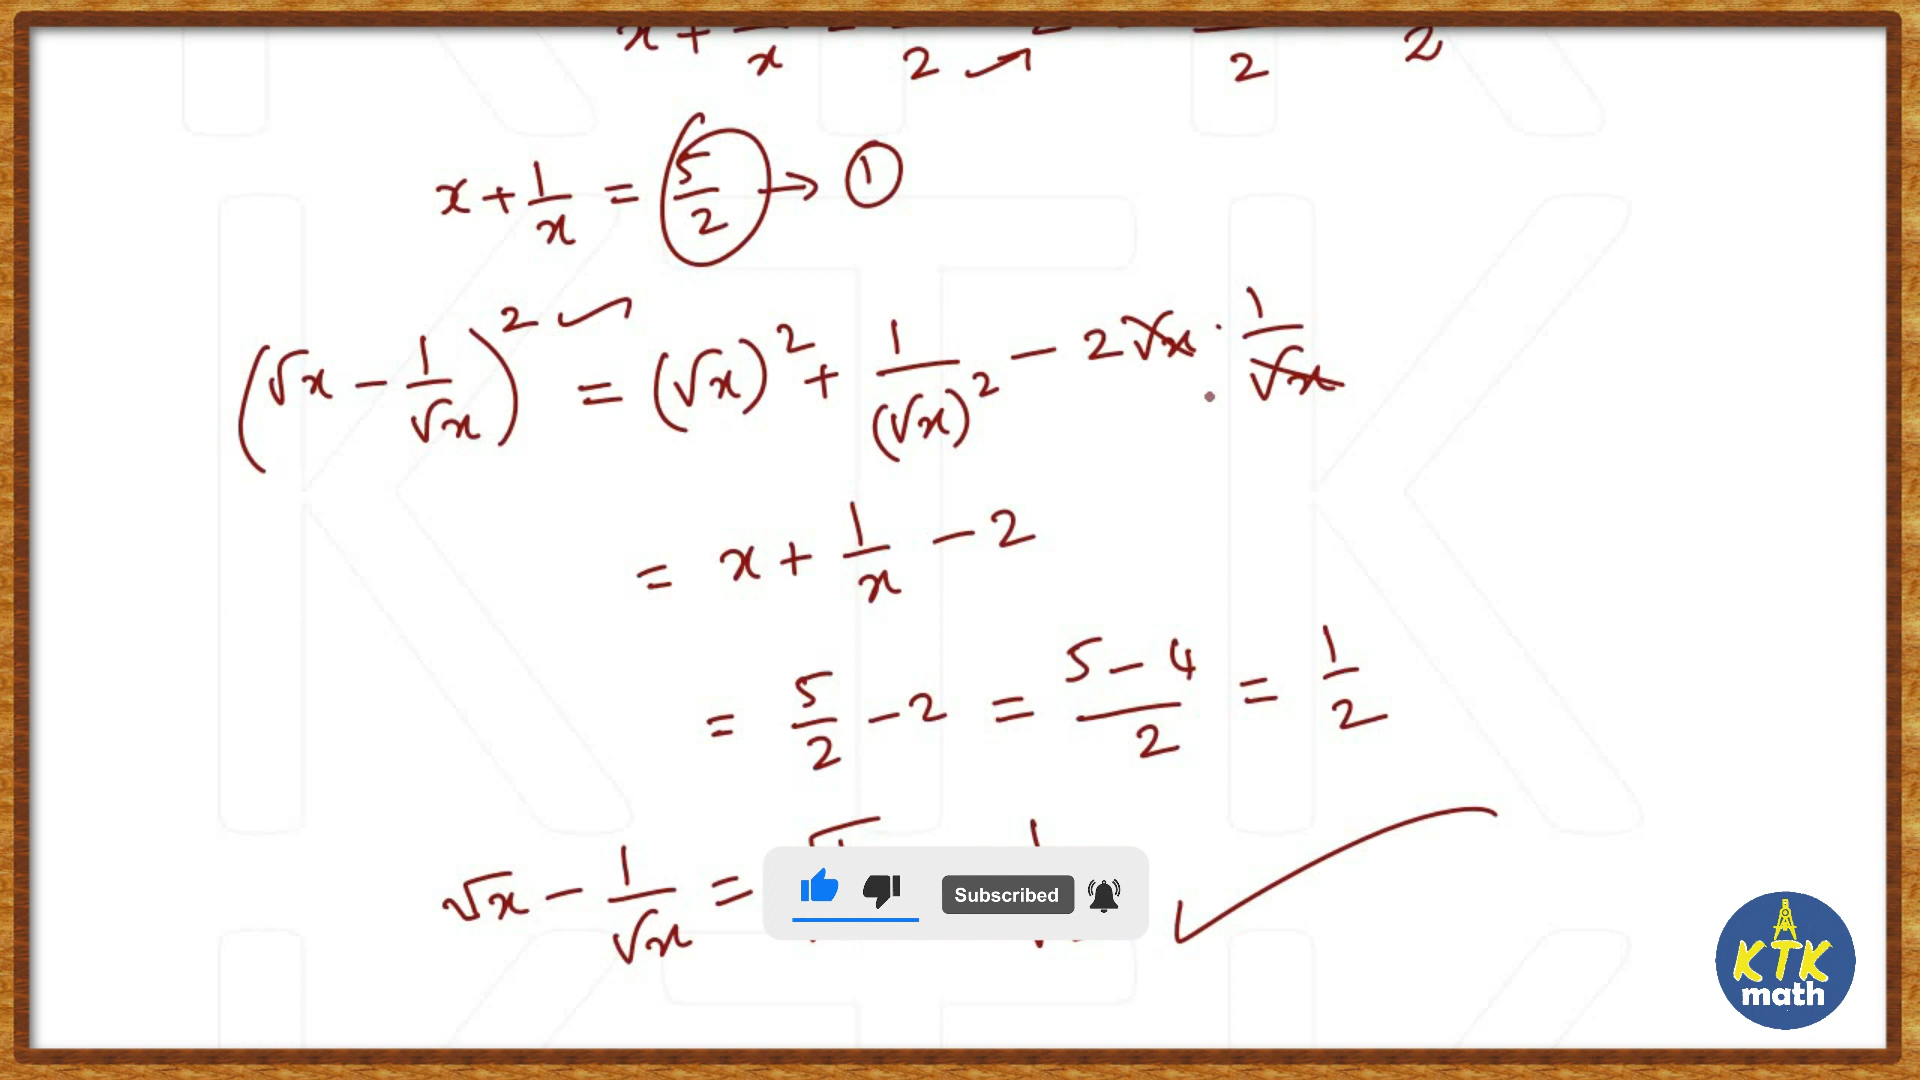 x + 1/x = 5/2 → ①
(√x − 1/√x)² = (√x)² + 1/(√x)² − 2√x · 1/√x
= x + 1/x − 2
= 5/2 − 2 = (5 − 4)/2 = 1/2
√x − 1/√x =
Subscribed
KTK
math